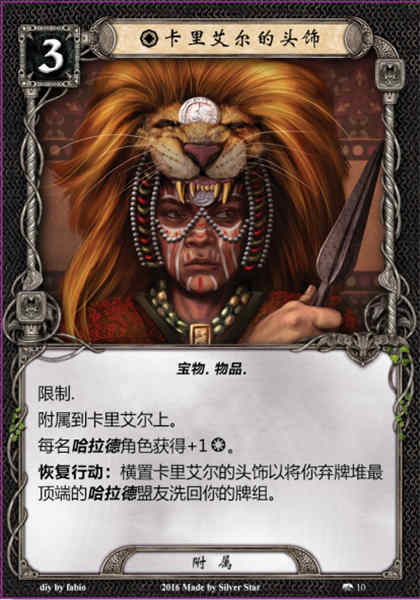 3
卡里艾尔的头饰
宝物. 物品.
限制.
附属到卡里艾尔上。
每名哈拉德角色获得+1。
恢复行动：横置卡里艾尔的头饰以将你弃牌堆最
顶端的哈拉德盟友洗回你的牌组。
附属
diy by fabio
2016 Made by Silver Star
10